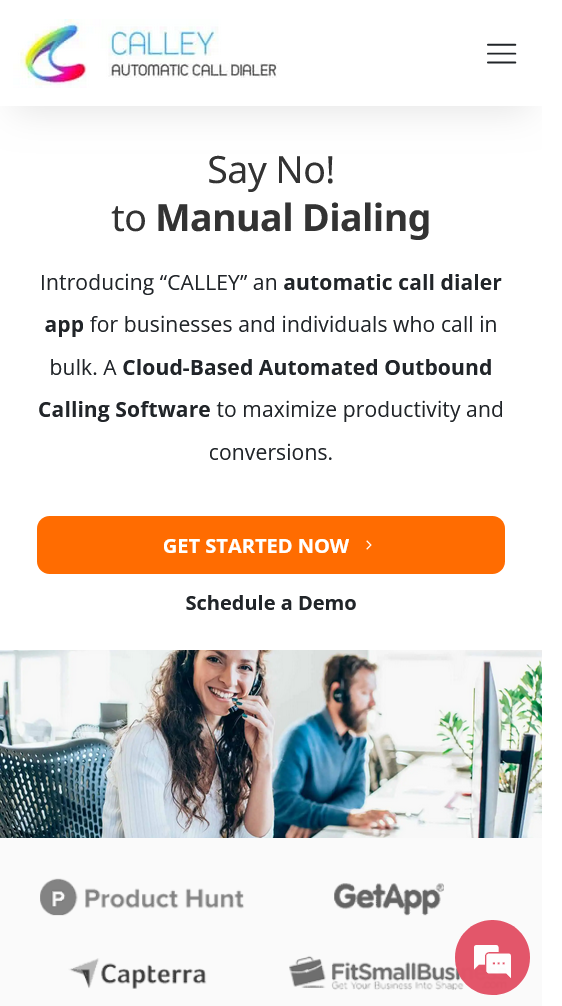 CALLEY
AUTOMATIC CALL DIALER
Say No!
to Manual Dialing
Introducing “CALLEY” an automatic call dialer
app for businesses and individuals who call in
bulk. A Cloud-Based Automated Outbound
Calling Software to maximize productivity and
conversions.
GET STARTED NOW
Schedule a Demo
P Product Hunt
GetApp®
Capterra
Get Your Business Into Shape